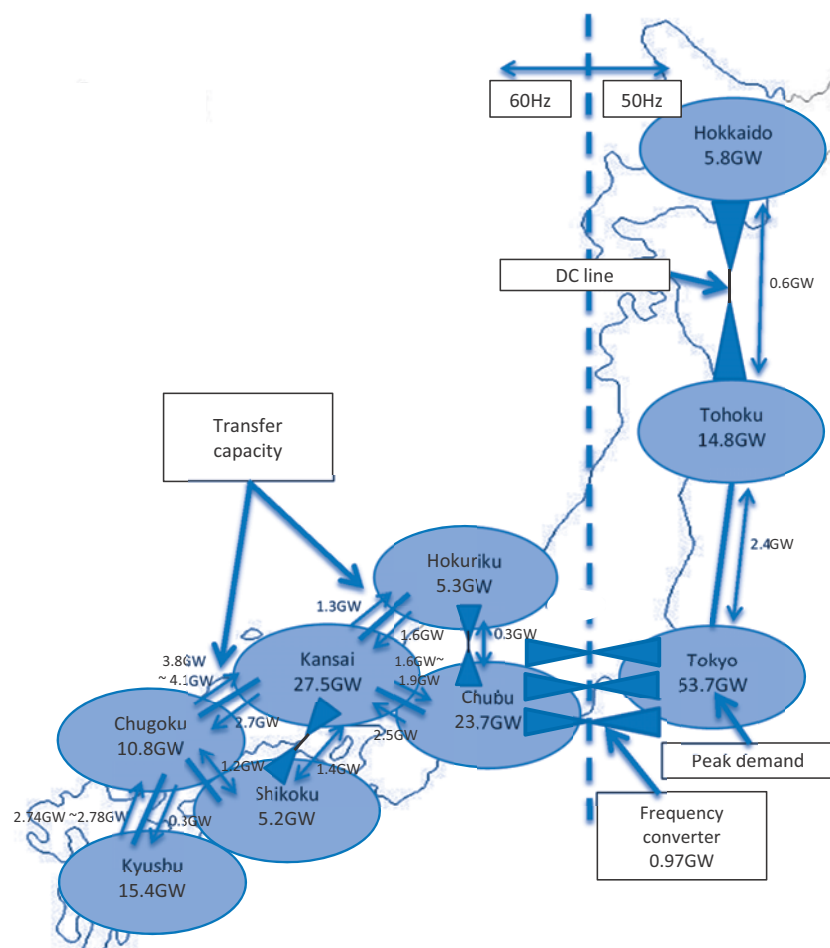 60Hz
50Hz
Hokkaido
5.8GW
DC line
0.6GW
Tohoku
14.8GW
Transfer
capacity
2.4GW
Hokuriku
5.3GW
1.3GW
1.6GW
0.3GW
3.8GW
~ 4.1GW
Kansai
27.5GW
1.6GW~
1.9GW
Chubu
23.7GW
Tokyo
53.7GW
2.7GW
2.5GW
Chugoku
10.8GW
1.2GW
1.4GW
Peak demand
Shikoku
5.2GW
2.74GW ~2.78GW
0.3GW
Frequency
converter
0.97GW
Kyushu
15.4GW